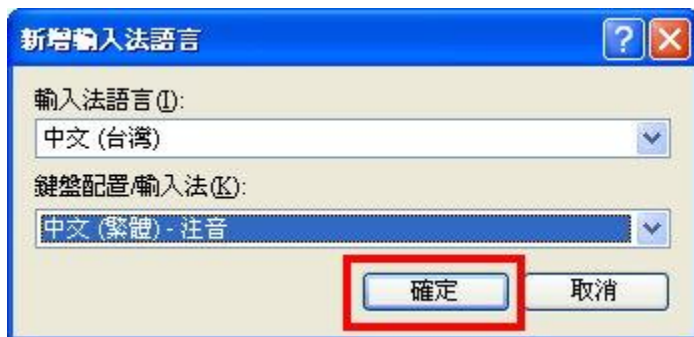 新增輸入法語言
輸入法語言(I):
中文 (台灣)
鍵盤配置/輸入法(K):
中文 (繁體) - 注音
確定 取消